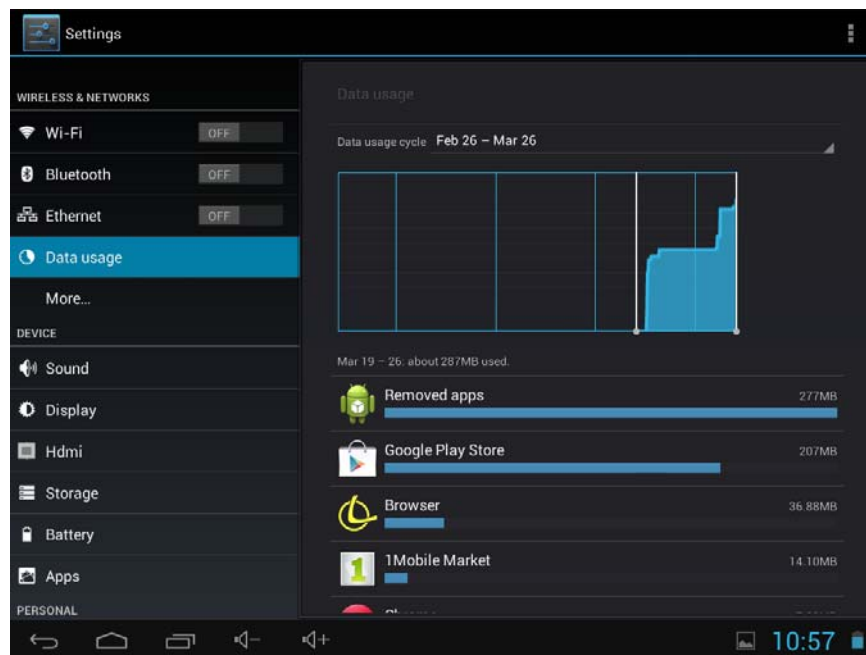 Settings
WIRELESS & NETWORKS
Wi-Fi OFF
Bluetooth OFF
Ethernet OFF
Data usage
More...
DEVICE
Sound
Display
Hdmi
Storage
Battery
Apps
PERSONAL
Data usage
Data usage cycle Feb 26 – Mar 26
Mar 19 – 26: about 287MB used.
Removed apps 277MB
Google Play Store 207MB
Browser 36.88MB
1
1Mobile Market 14.10MB
10:57